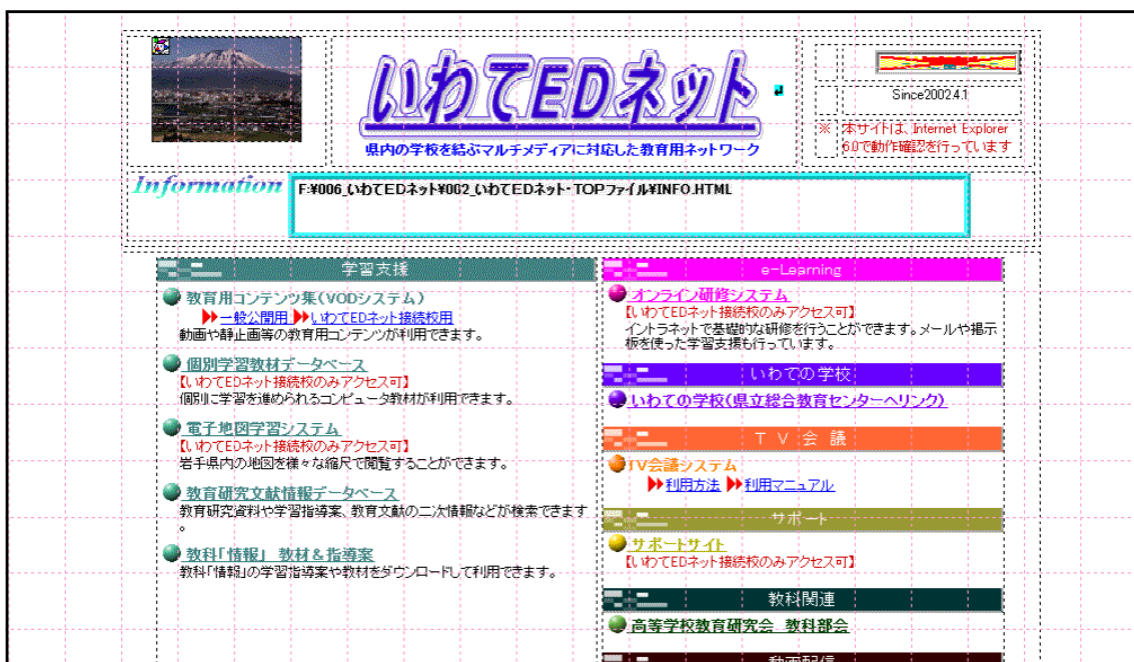 いわてEDネット
県内の学校を結ぶマルチメディアに対応した教育用ネットワーク
Since2002.4.1
※ 本サイトは、Internet Explorer
6.0で動作確認を行っています
Information
F:¥006_いわてEDネット¥002_いわてEDネット・TOPファイル¥INFO.HTML
学習支援
教育用コンテンツ集(VODシステム)
一般公開用 いわてEDネット接続校用
動画や静止画等の教育用コンテンツが利用できます。
個別学習教材データベース
【いわてEDネット接続校のみアクセス可】
個別に学習を進められるコンピュータ教材が利用できます。
電子地図学習システム
【いわてEDネット接続校のみアクセス可】
岩手県内の地図を様々な縮尺で閲覧することができます。
教育研究文献情報データベース
教育研究資料や学習指導案、教育文献の二次情報などが検索できます
。
教科「情報」 教材＆指導案
教科「情報」の学習指導案や教材をダウンロードして利用できます。
e-Learning
オンライン研修システム
【いわてEDネット接続校のみアクセス可】
イントラネットで基礎的な研修を行うことができます。メールや掲示
板を使った学習支援も行っています。
いわての学校
いわての学校(県立総合教育センターへリンク)
ＴＶ会議
TV会議システム
利用方法 利用マニュアル
サポート
サポートサイト
【いわてEDネット接続校のみアクセス可】
教科関連
高等学校教育研究会 教科部会
動画配信